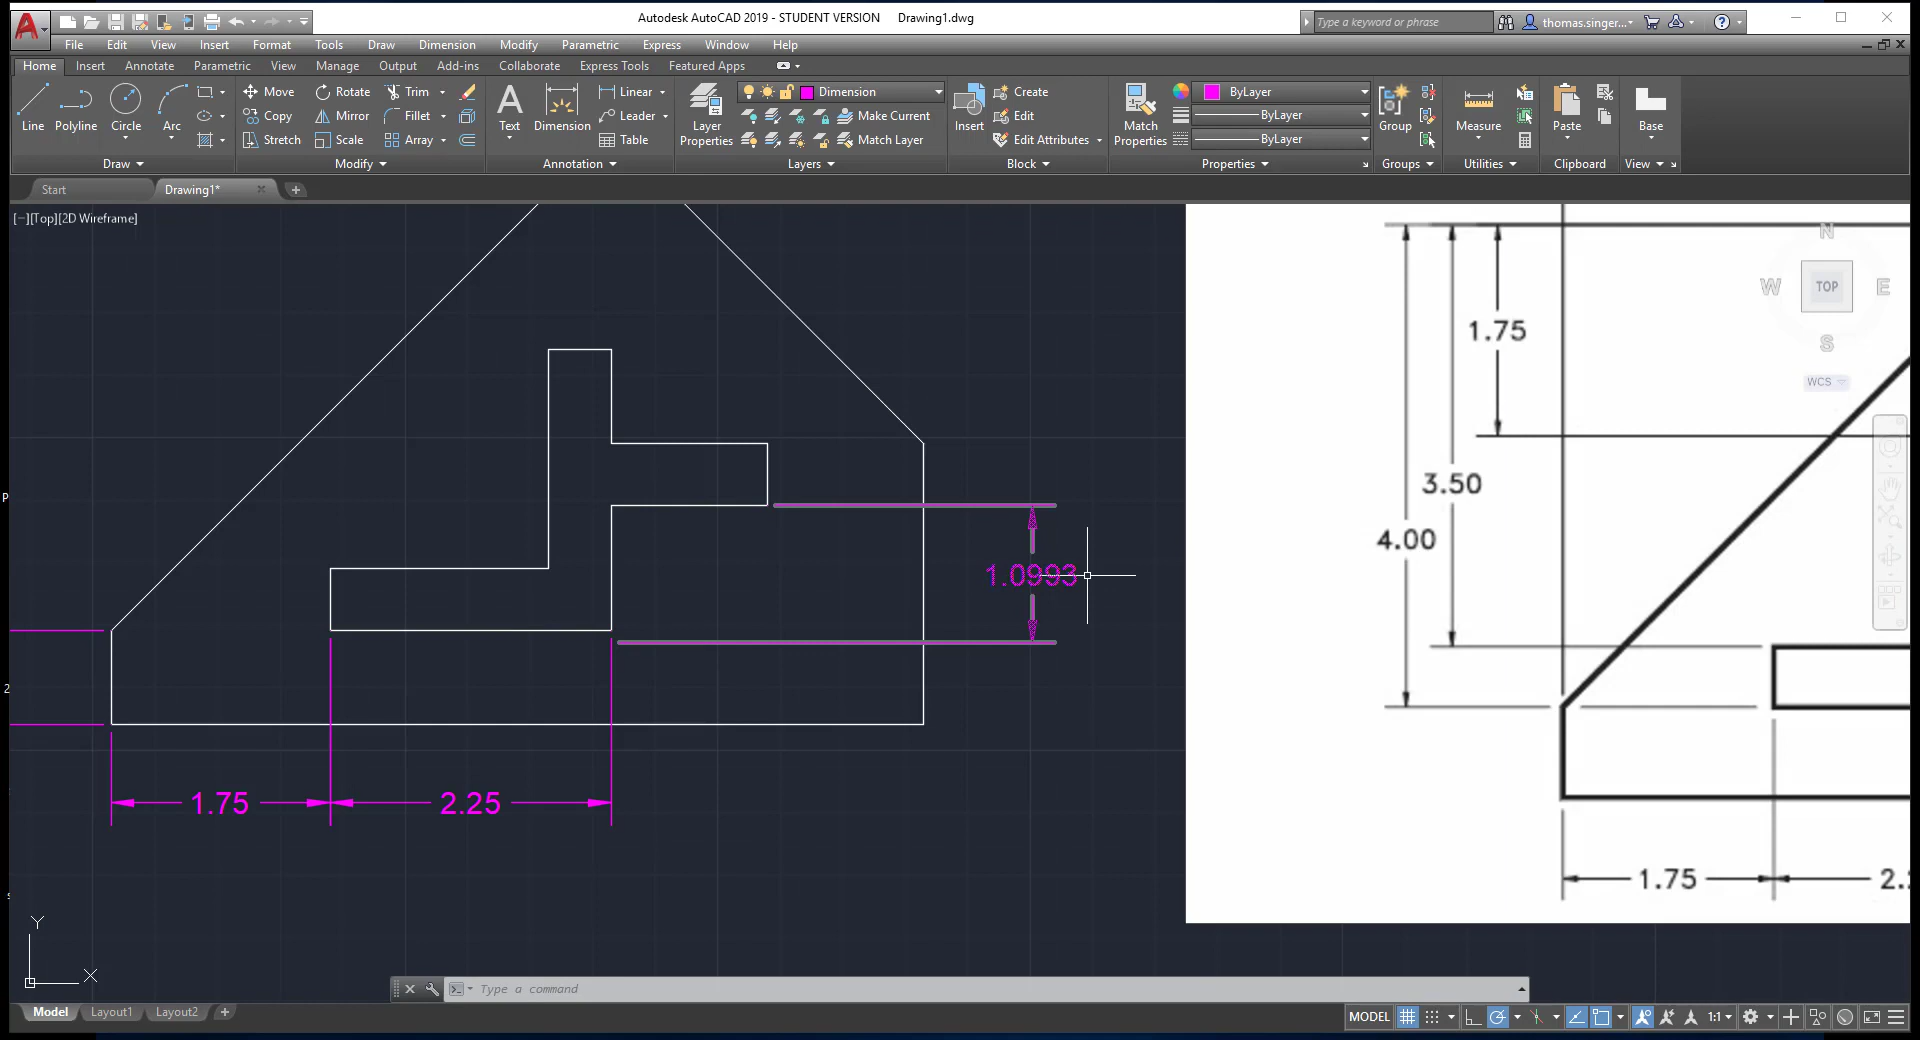 Autodesk AutoCAD 2019 - STUDENT VERSION Drawing1.dwg
Type a keyword or phrase
thomas.singer...
File Edit View Insert Format Tools Draw Dimension Modify Parametric Express Window Help
Home Insert Annotate Parametric View Manage Output Add-ins Collaborate Express Tools Featured Apps
Line Polyline Circle Arc
Draw
Move Rotate Trim
Copy Mirror Fillet
Stretch Scale Array
Modify
Text Dimension
Linear
Leader
Table
Annotation
Layer Properties
Dimension
Make Current
Match Layer
Layers
Insert
Create
Edit
Edit Attributes
Block
Match Properties
ByLayer
ByLayer
ByLayer
Properties
Group
Groups
Measure
Utilities
Paste
Clipboard
Base
View
Start Drawing1*
[−][Top][2D Wireframe]
N
W TOP E
S
WCS
1.75
3.50
4.00
1.0993
P
2
1.75 2.25
1.75
Y
X
Type a command
Model Layout1 Layout2
MODEL 1:1